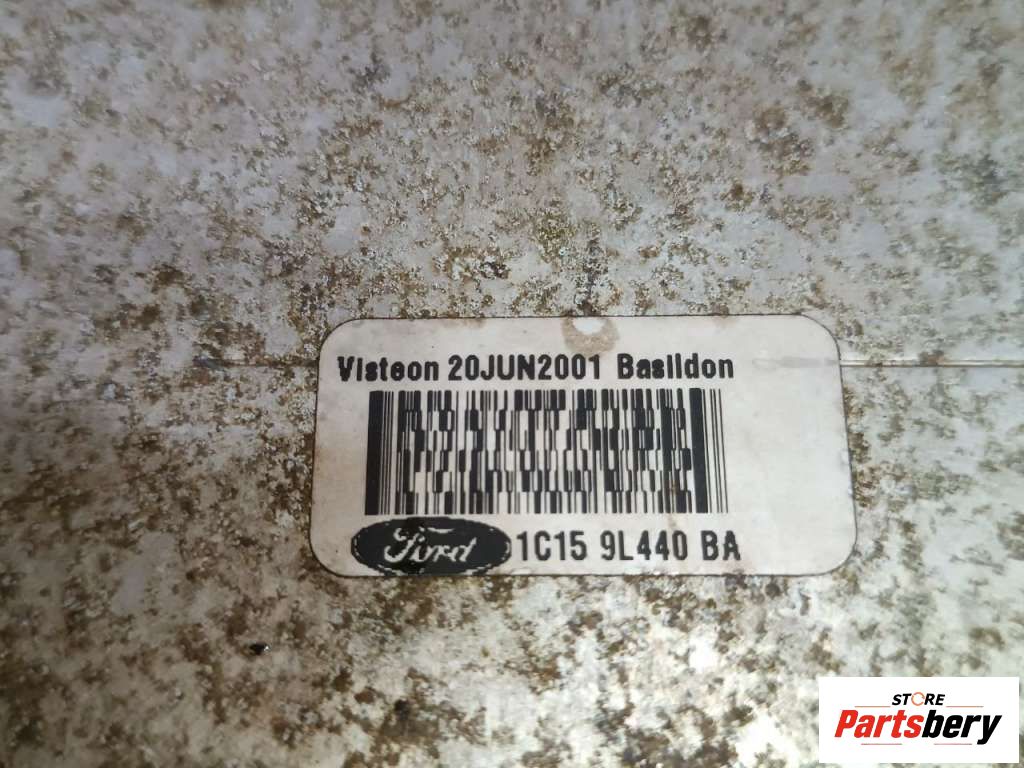 Visteon 20JUN2001 Basildon
Ford 1C15 9L440 BA
STORE
Partsbery